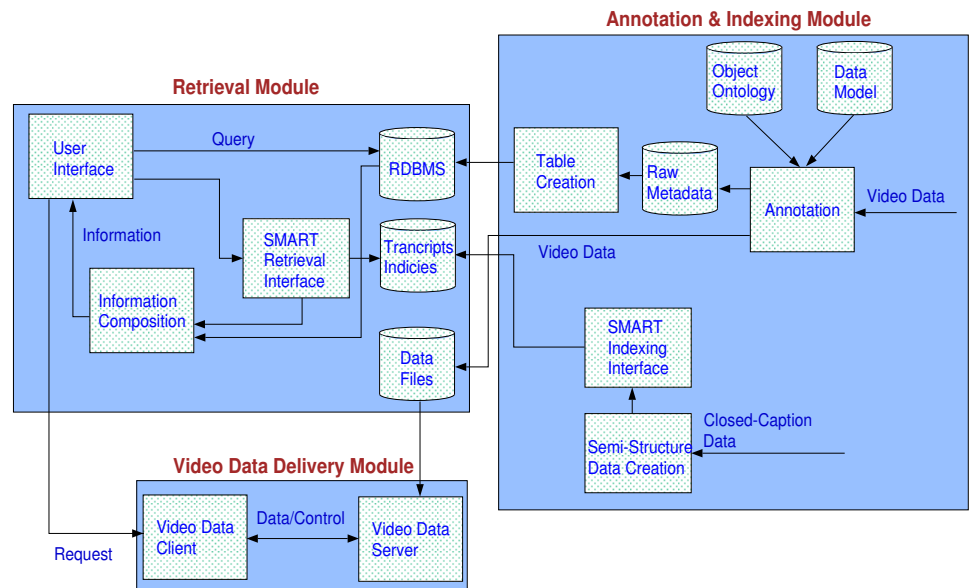 Annotation & Indexing Module
Object
Ontology
Data
Model
Retrieval Module
User
Interface
Query
RDBMS
Table
Creation
Raw
Metadata
Annotation
Video Data
Information
SMART
Retrieval
Interface
Trancripts
Indicies
Video Data
Information
Composition
Data
Files
SMART
Indexing
Interface
Closed-Caption
Data
Semi-Structure
Data Creation
Video Data Delivery Module
Video Data
Client
Data/Control
Video Data
Server
Request